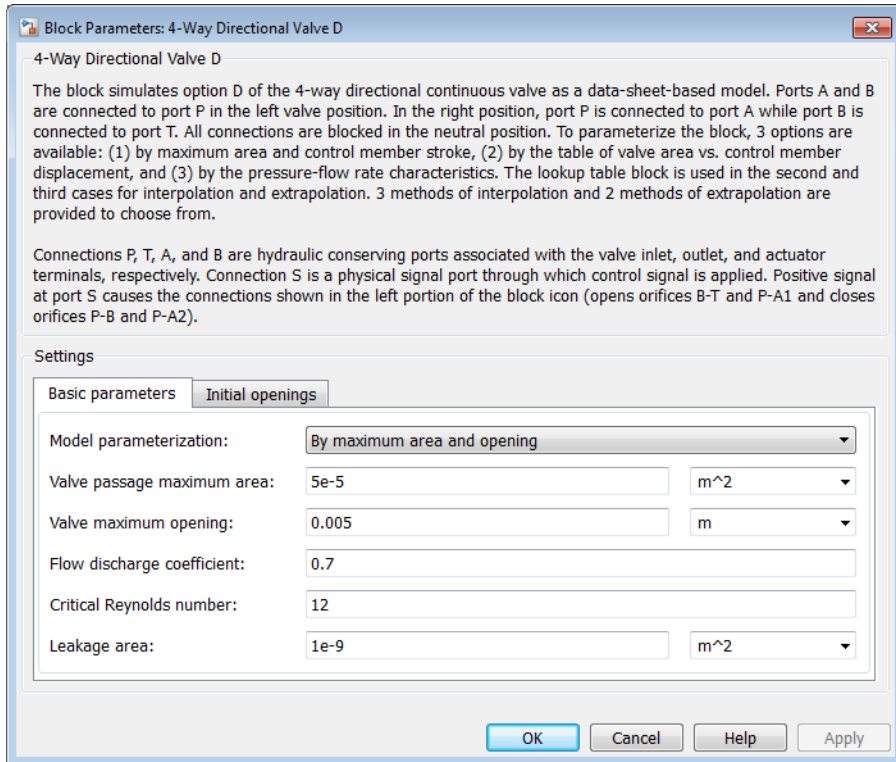 Block Parameters: 4-Way Directional Valve D
4-Way Directional Valve D
The block simulates option D of the 4-way directional continuous valve as a data-sheet-based model. Ports A and B
are connected to port P in the left valve position. In the right position, port P is connected to port A while port B is
connected to port T. All connections are blocked in the neutral position. To parameterize the block, 3 options are
available: (1) by maximum area and control member stroke, (2) by the table of valve area vs. control member
displacement, and (3) by the pressure-flow rate characteristics. The lookup table block is used in the second and
third cases for interpolation and extrapolation. 3 methods of interpolation and 2 methods of extrapolation are
provided to choose from.
Connections P, T, A, and B are hydraulic conserving ports associated with the valve inlet, outlet, and actuator
terminals, respectively. Connection S is a physical signal port through which control signal is applied. Positive signal
at port S causes the connections shown in the left portion of the block icon (opens orifices B-T and P-A1 and closes
orifices P-B and P-A2).
Settings
Basic parameters Initial openings
Model parameterization: By maximum area and opening
Valve passage maximum area: 5e-5 m^2
Valve maximum opening: 0.005 m
Flow discharge coefficient: 0.7
Critical Reynolds number: 12
Leakage area: 1e-9 m^2
OK Cancel Help Apply